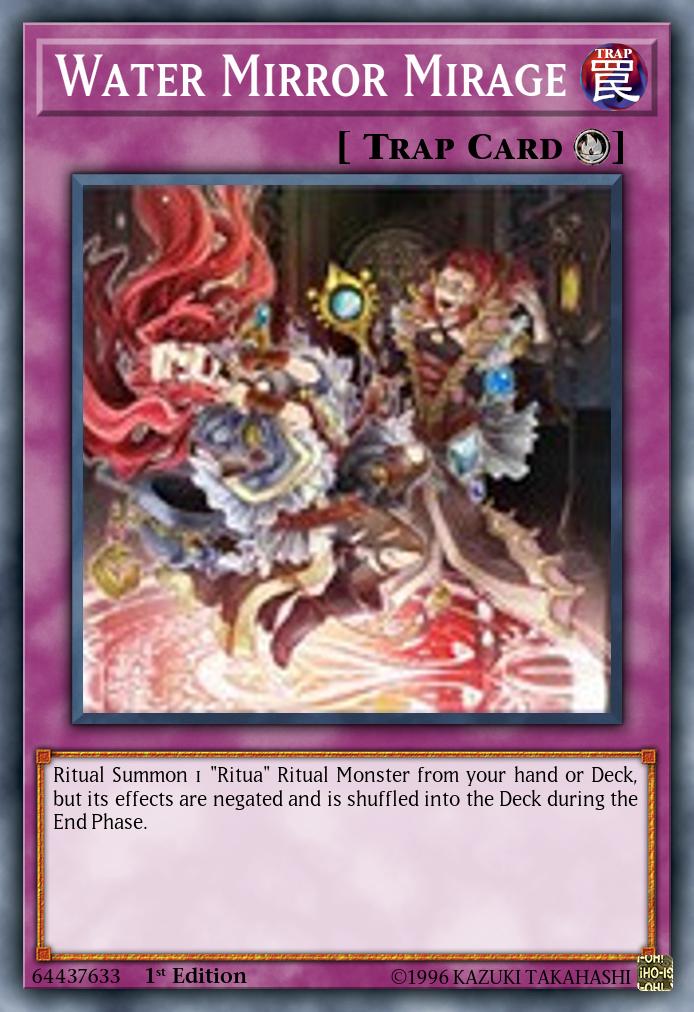 WATER MIRROR MIRAGE
TRAP
罠
[ TRAP CARD ]
Ritual Summon 1 "Ritua" Ritual Monster from your hand or Deck,
but its effects are negated and is shuffled into the Deck during the
End Phase.
64437633 1st Edition ©1996 KAZUKI TAKAHASHI